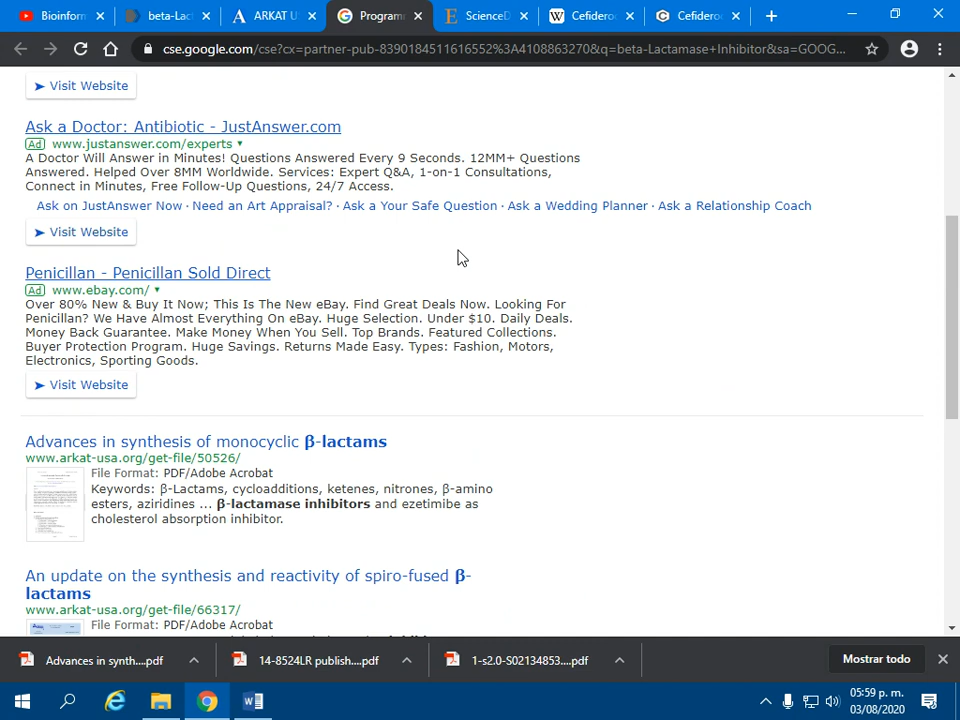 Bioinforr
beta-Lact
ARKAT U
Programm
ScienceD
Cefideroc
Cefideroc
cse.google.com/cse?cx=partner-pub-8390184511616552%3A4108863270&q=beta-Lactamase+Inhibitor&sa=GOOG...
➤ Visit Website
Ask a Doctor: Antibiotic - JustAnswer.com
Ad www.justanswer.com/experts ▾
A Doctor Will Answer in Minutes! Questions Answered Every 9 Seconds. 12MM+ Questions
Answered. Helped Over 8MM Worldwide. Services: Expert Q&A, 1-on-1 Consultations,
Connect in Minutes, Free Follow-Up Questions, 24/7 Access.
Ask on JustAnswer Now · Need an Art Appraisal? · Ask a Your Safe Question · Ask a Wedding Planner · Ask a Relationship Coach
➤ Visit Website
Penicillan - Penicillan Sold Direct
Ad www.ebay.com/ ▾
Over 80% New & Buy It Now; This Is The New eBay. Find Great Deals Now. Looking For
Penicillan? We Have Almost Everything On eBay. Huge Selection. Under $10. Daily Deals.
Money Back Guarantee. Make Money When You Sell. Top Brands. Featured Collections.
Buyer Protection Program. Huge Savings. Returns Made Easy. Types: Fashion, Motors,
Electronics, Sporting Goods.
➤ Visit Website
Advances in synthesis of monocyclic β-lactams
www.arkat-usa.org/get-file/50526/
File Format: PDF/Adobe Acrobat
Keywords: β-Lactams, cycloadditions, ketenes, nitrones, β-amino
esters, aziridines ... β-lactamase inhibitors and ezetimibe as
cholesterol absorption inhibitor.
An update on the synthesis and reactivity of spiro-fused β-
lactams
www.arkat-usa.org/get-file/66317/
File Format: PDF/Adobe Acrobat
Advances in synth....pdf
14-8524LR publish....pdf
1-s2.0-S02134853....pdf
Mostrar todo
05:59 p. m.
03/08/2020